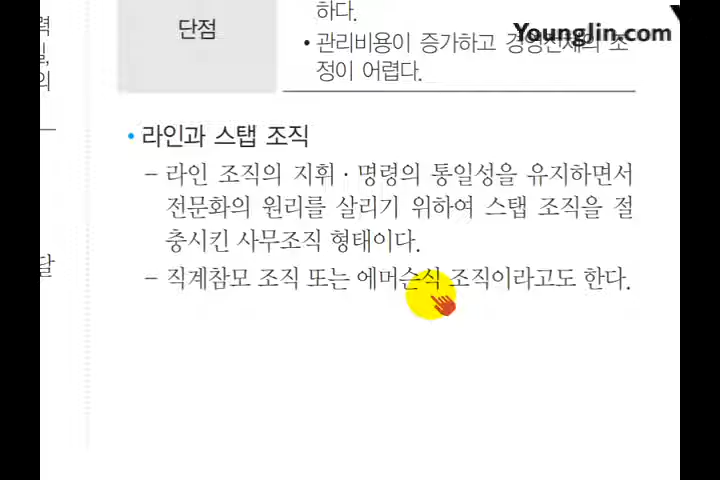 하다.
Younglin.com
력
단점
• 관리비용이 증가하고 경영전체의 조
정이 어렵다.
의
• 라인과 스탭 조직
– 라인 조직의 지휘 · 명령의 통일성을 유지하면서
전문화의 원리를 살리기 위하여 스탭 조직을 절
충시킨 사무조직 형태이다.
달
– 직계참모 조직 또는 에머슨식 조직이라고도 한다.